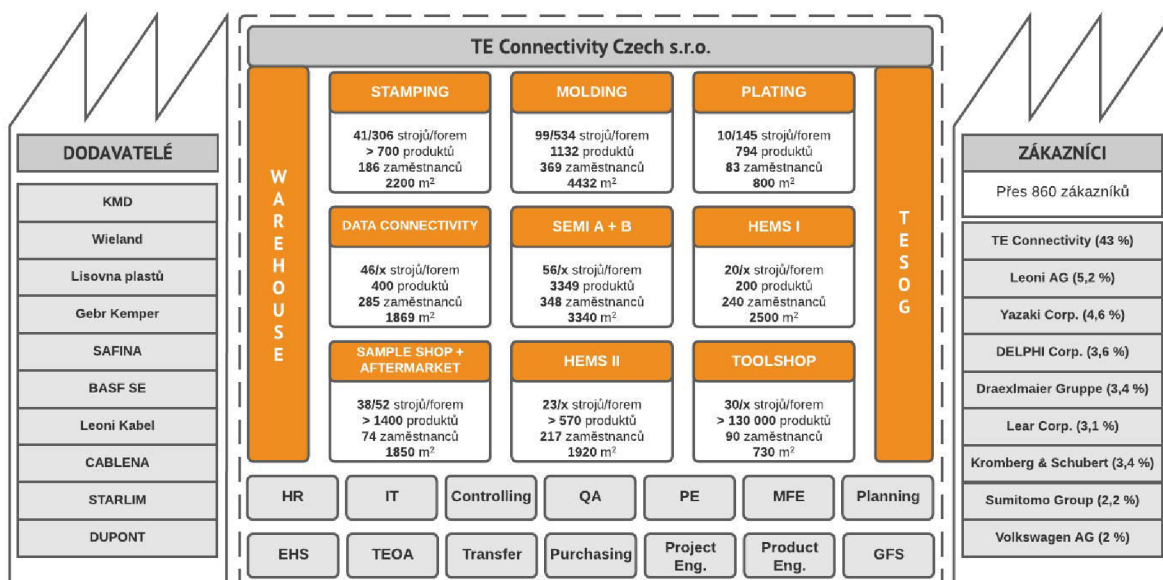 TE Connectivity Czech s.r.o.
DODAVATELÉ
KMD
Wieland
Lisovna plastů
Gebr Kemper
SAFINA
BASF SE
Leoni Kabel
CABLENA
STARLIM
DUPONT
WAREHOUSE
STAMPING
41/306 strojů/forem
> 700 produktů
186 zaměstnanců
2200 m²
MOLDING
99/534 strojů/forem
1132 produktů
369 zaměstnanců
4432 m²
PLATING
10/145 strojů/forem
794 produktů
83 zaměstnanců
800 m²
DATA CONNECTIVITY
46/x strojů/forem
400 produktů
285 zaměstnanců
1869 m²
SEMI A + B
56/x strojů/forem
3349 produktů
348 zaměstnanců
3340 m²
HEMS I
20/x strojů/forem
200 produktů
240 zaměstnanců
2500 m²
SAMPLE SHOP +
AFTERMARKET
38/52 strojů/forem
> 1400 produktů
74 zaměstnanců
1850 m²
HEMS II
23/x strojů/forem
> 570 produktů
217 zaměstnanců
1920 m²
TOOLSHOP
30/x strojů/forem
> 130 000 produktů
90 zaměstnanců
730 m²
TESOG
HR
IT
Controlling
QA
PE
MFE
Planning
EHS
TEOA
Transfer
Purchasing
Project
Eng.
Product
Eng.
GFS
ZÁKAZNÍCI
Přes 860 zákazníků
TE Connectivity (43 %)
Leoni AG (5,2 %)
Yazaki Corp. (4,6 %)
DELPHI Corp. (3,6 %)
Draexlmaier Gruppe (3,4 %)
Lear Corp. (3,1 %)
Kromberg & Schubert (3,4 %)
Sumitomo Group (2,2 %)
Volkswagen AG (2 %)